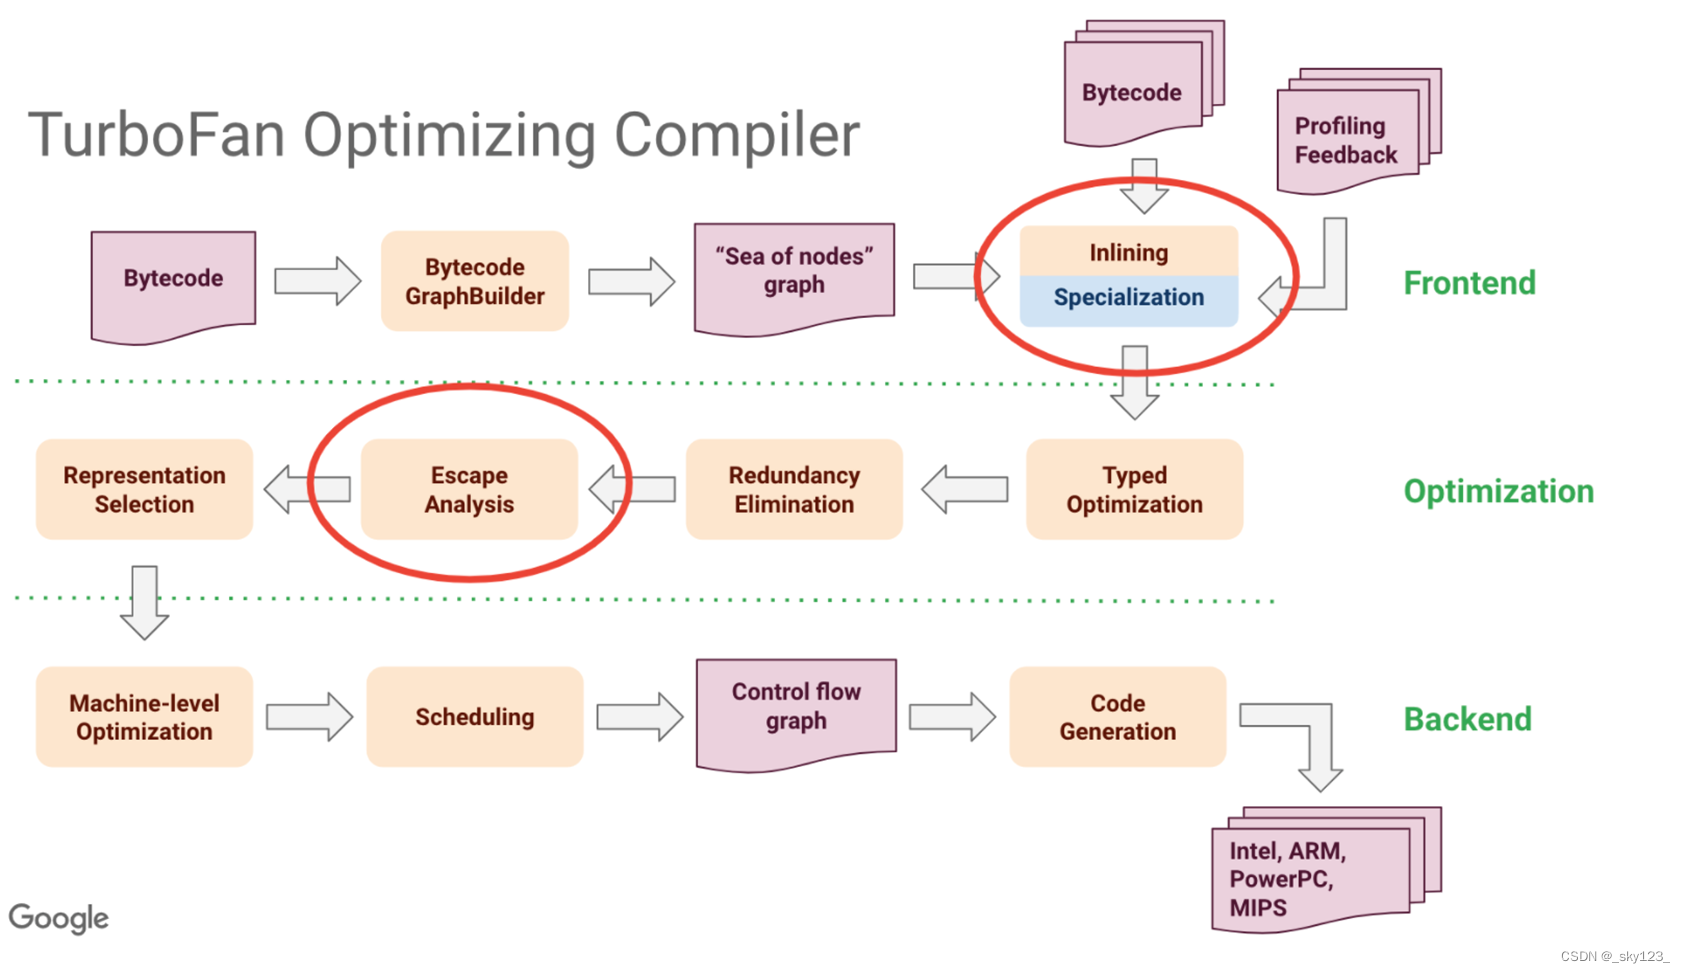 TurboFan Optimizing Compiler
Bytecode
Profiling
Feedback
Bytecode
Bytecode
GraphBuilder
“Sea of nodes”
graph
Inlining
Specialization
Frontend
Representation
Selection
Escape
Analysis
Redundancy
Elimination
Typed
Optimization
Optimization
Machine-level
Optimization
Scheduling
Control flow
graph
Code
Generation
Backend
Intel, ARM,
PowerPC,
MIPS
Google
CSDN @_sky123_